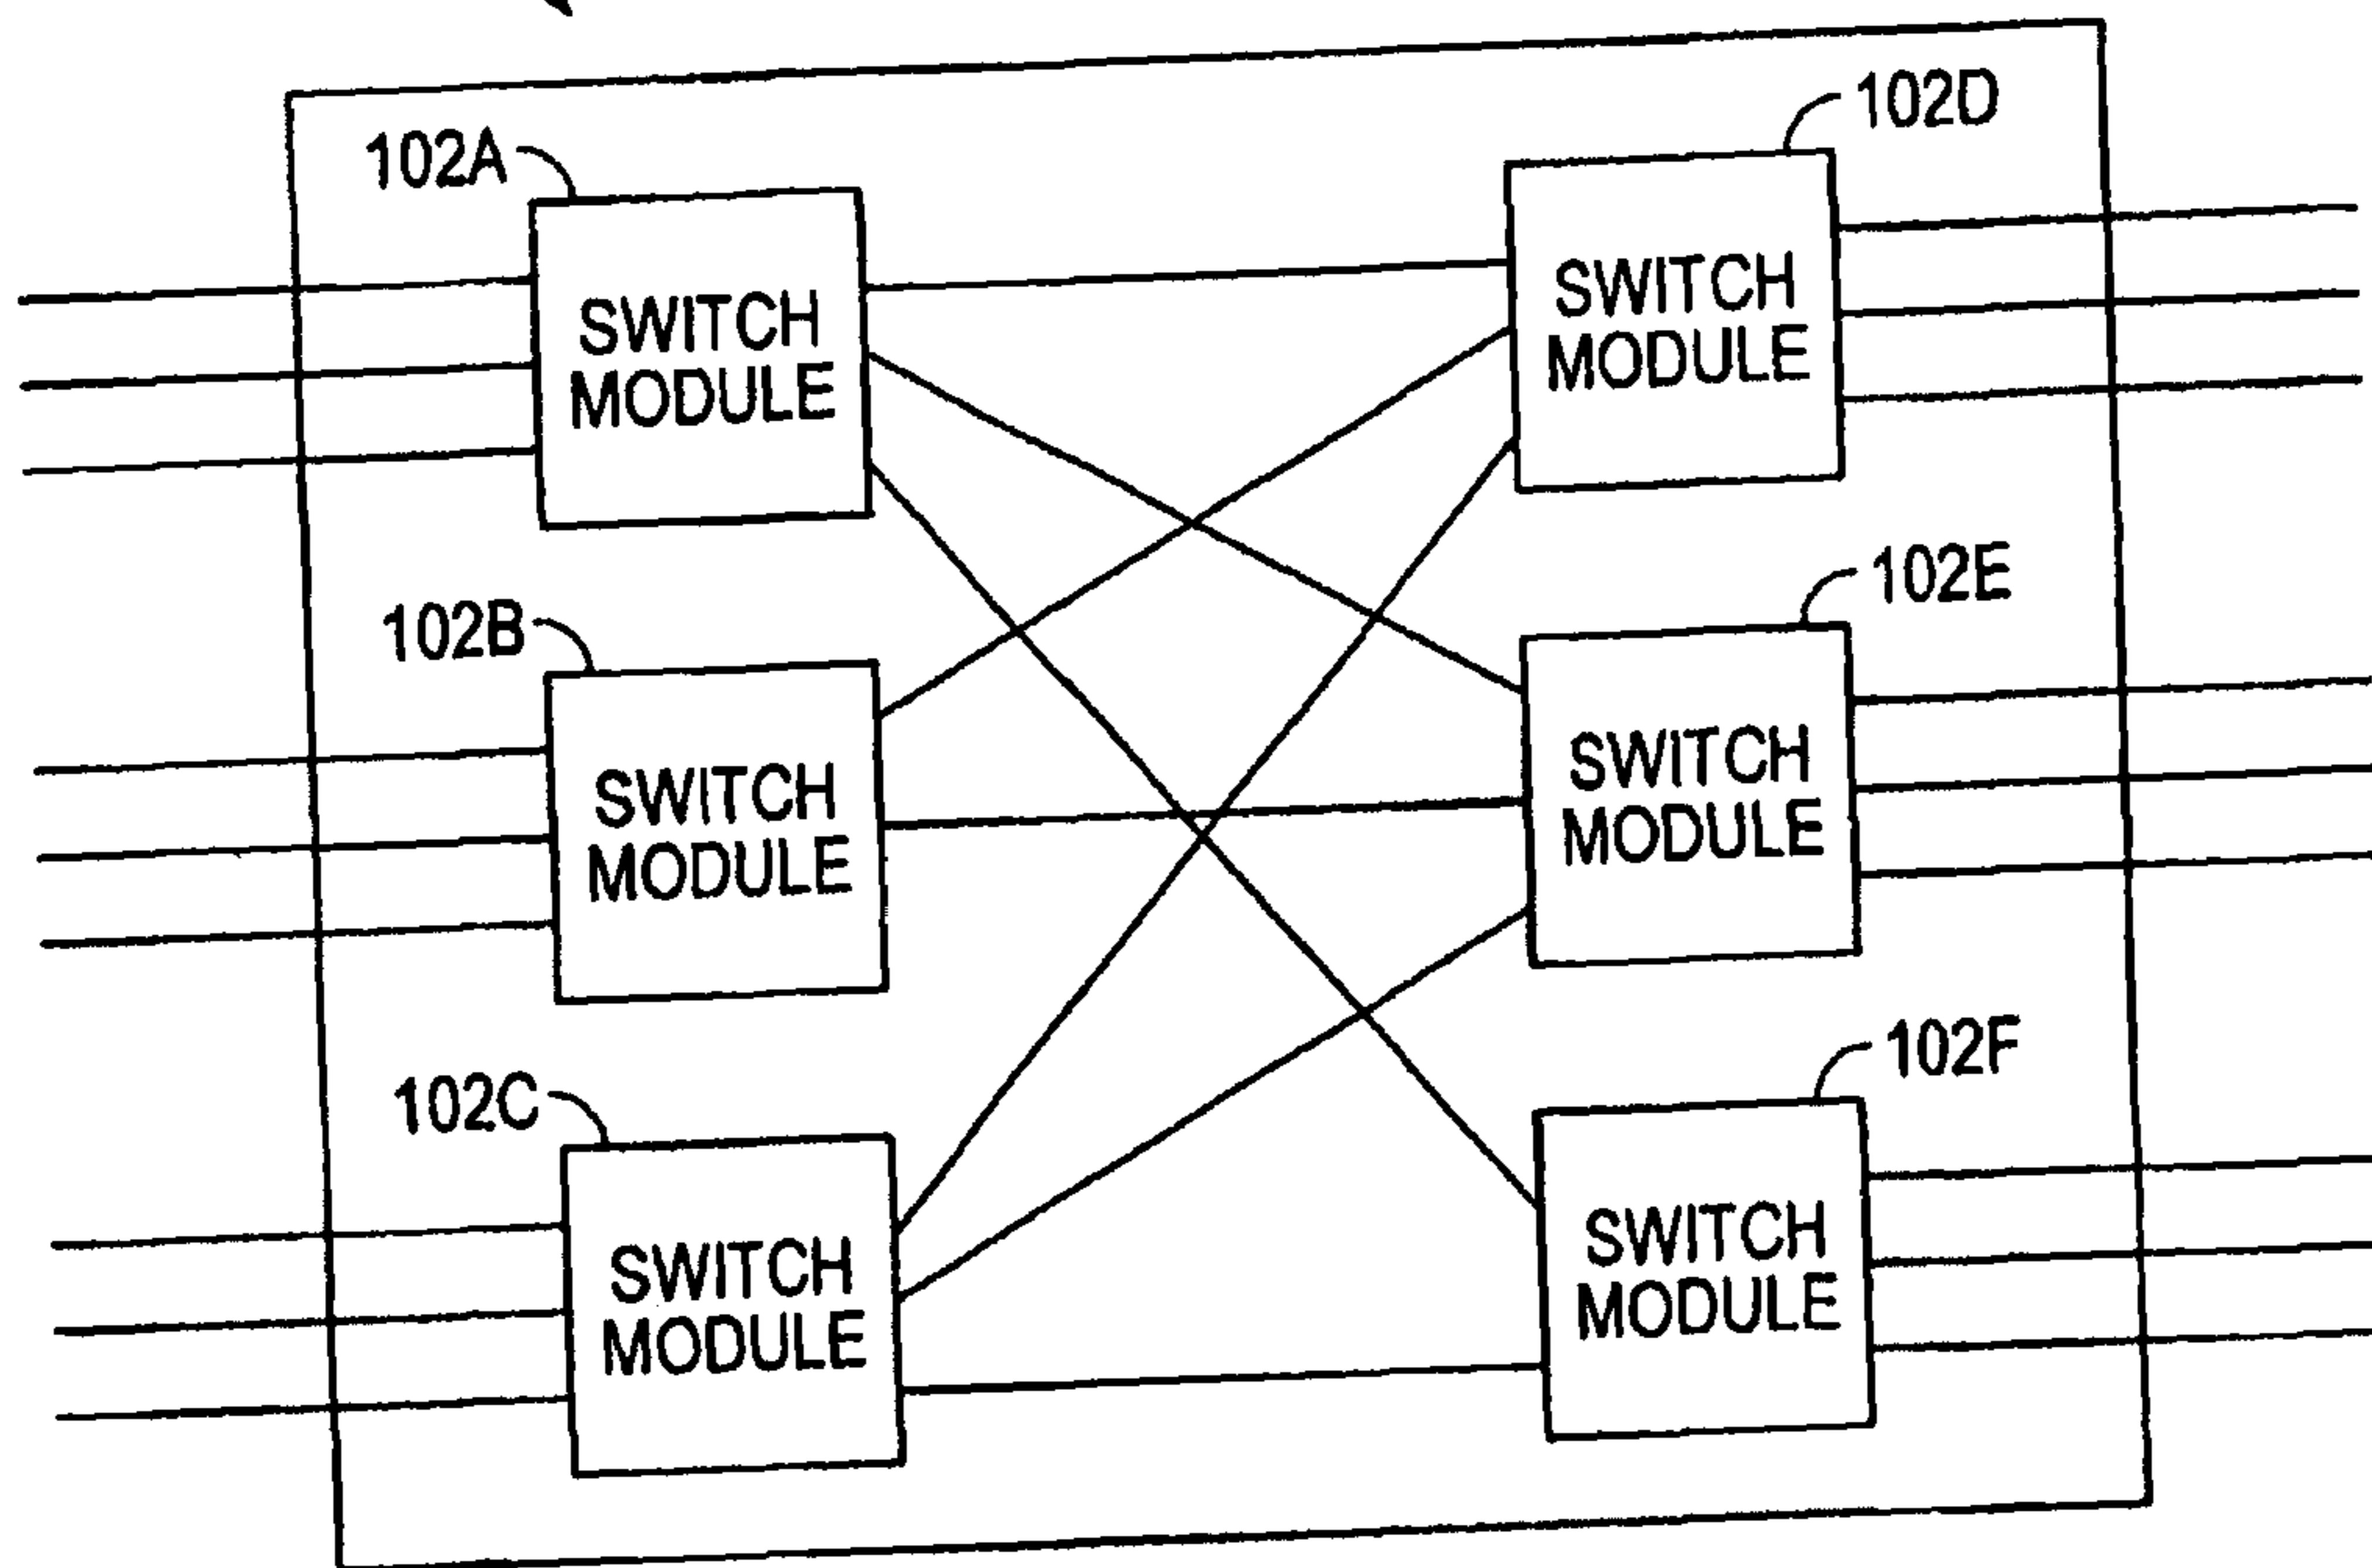 102A
SWITCH
MODULE
102D
SWITCH
MODULE
102B
SWITCH
MODULE
102E
SWITCH
MODULE
102C
SWITCH
MODULE
102F
SWITCH
MODULE